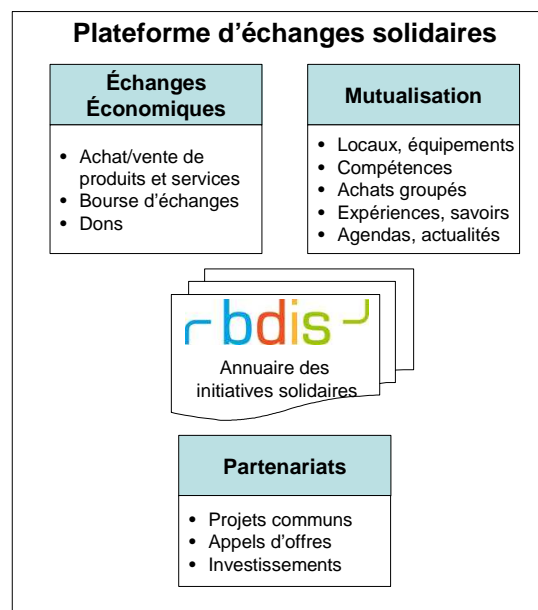 Plateforme d'échanges solidaires
Échanges
Économiques
• Achat/vente de
produits et services
• Bourse d'échanges
• Dons
Mutualisation
• Locaux, équipements
• Compétences
• Achats groupés
• Expériences, savoirs
• Agendas, actualités
bdis
Annuaire des
initiatives solidaires
Partenariats
• Projets communs
• Appels d'offres
• Investissements